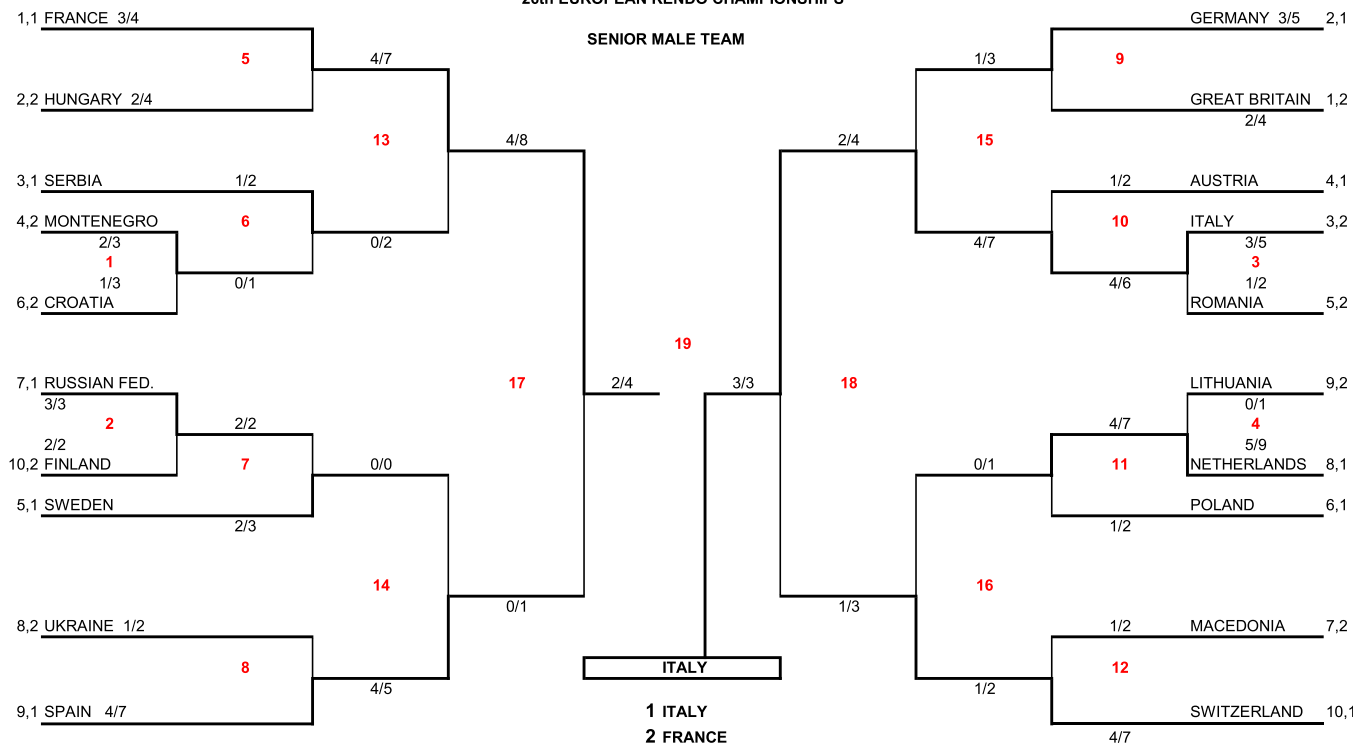 SENIOR MALE TEAM
1,1 FRANCE 3/4
5
4/7
2,2 HUNGARY 2/4
13
4/8
3,1 SERBIA 1/2
4,2 MONTENEGRO
6
2/3
0/2
1
1/3
0/1
6,2 CROATIA
17
2/4
7,1 RUSSIAN FED.
3/3
2
2/2
2/2
10,2 FINLAND
7
0/0
5,1 SWEDEN
2/3
14
0/1
8,2 UKRAINE 1/2
8
4/5
9,1 SPAIN 4/7
19
GERMANY 3/5 2,1
1/3
9
GREAT BRITAIN 1,2
2/4
2/4
15
1/2 AUSTRIA 4,1
10
ITALY 3,2
4/7
3/5
3
4/6
1/2
ROMANIA 5,2
3/3
18
LITHUANIA 9,2
0/1
4/7
4
5/9
0/1
11
NETHERLANDS 8,1
POLAND 6,1
1/2
16
1/3
1/2 MACEDONIA 7,2
12
1/2
SWITZERLAND 10,1
4/7
ITALY
1 ITALY
2 FRANCE